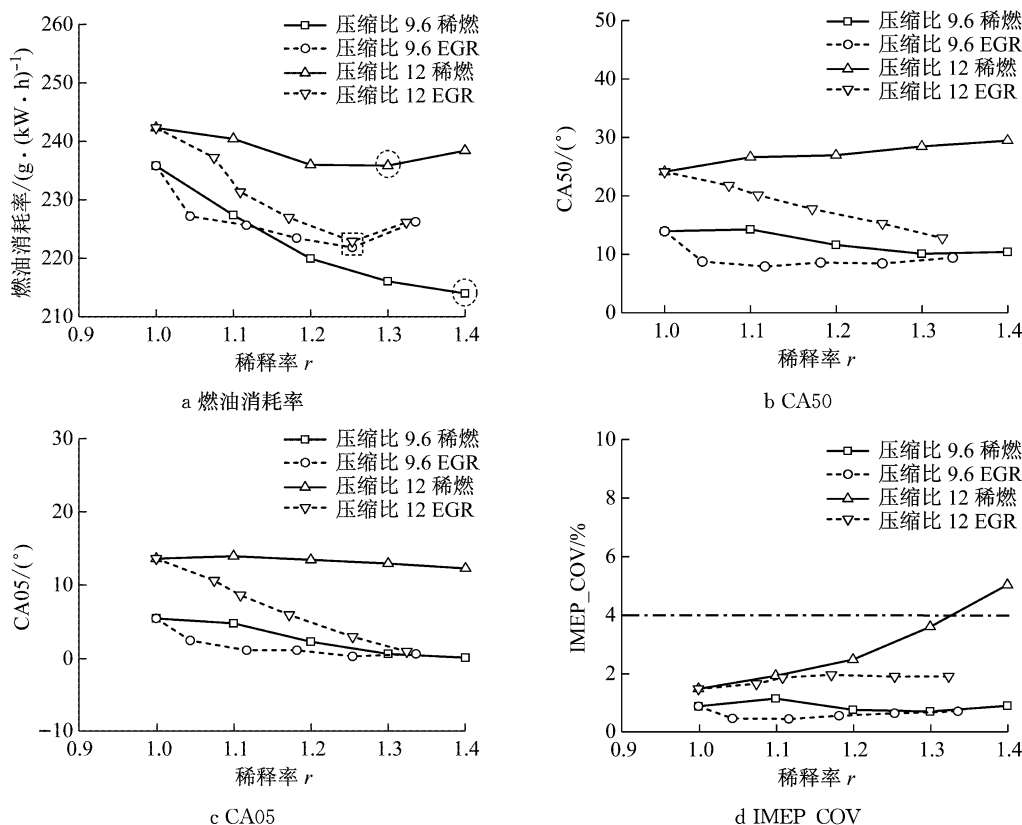 260
250
240
230
220
210
0.9
1.0
1.1
1.2
1.3
1.4
燃油消耗率/(g·(kW·h)⁻¹)
稀释率 r
压缩比 9.6 稀燃
压缩比 9.6 EGR
压缩比 12 稀燃
压缩比 12 EGR
a 燃油消耗率
50
40
30
20
10
0
1.0
1.1
1.2
1.3
1.4
CA50/(°)
稀释率 r
压缩比 9.6 稀燃
压缩比 9.6 EGR
压缩比 12 稀燃
压缩比 12 EGR
b CA50
30
20
10
0
-10
0.9
1.0
1.1
1.2
1.3
1.4
CA05/(°)
稀释率 r
压缩比 9.6 稀燃
压缩比 9.6 EGR
压缩比 12 稀燃
压缩比 12 EGR
c CA05
10
8
6
4
2
0
0.9
1.0
1.1
1.2
1.3
1.4
IMEP_COV/%
稀释率 r
压缩比 9.6 稀燃
压缩比 9.6 EGR
压缩比 12 稀燃
压缩比 12 EGR
d IMEP_COV